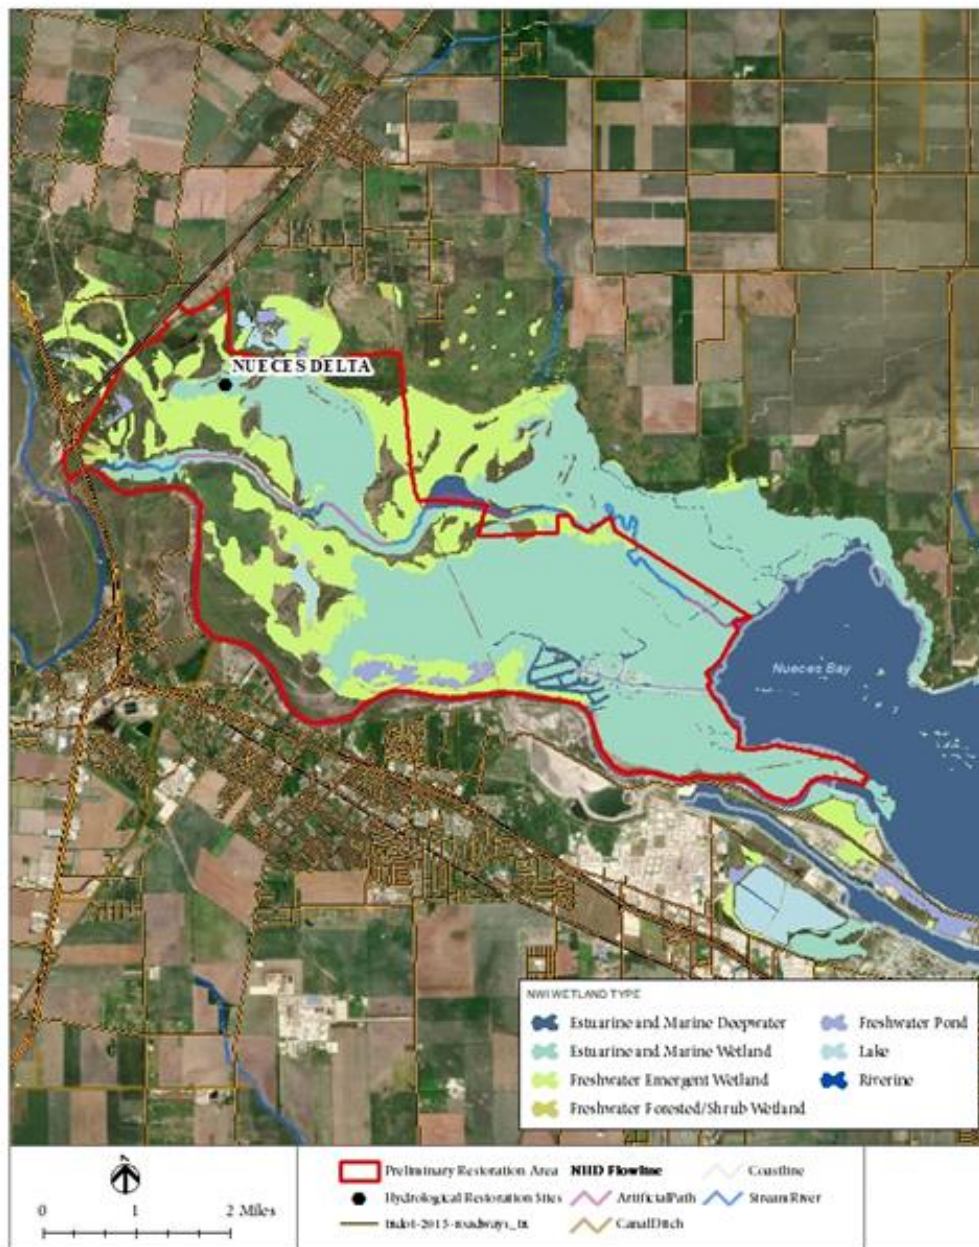 NUECES DELTA
Nueces Bay
NWI WETLAND TYPE
Estuarine and Marine Deepwater
Freshwater Pond
Estuarine and Marine Wetland
Lake
Freshwater Emergent Wetland
Riverine
Freshwater Forested/Shrub Wetland
Preliminary Restoration Area
NHD Flowline
Coastline
Hydrological Restoration Sites
ArtificialPath
StreamRiver
CanalDitch
0 1 2 Miles